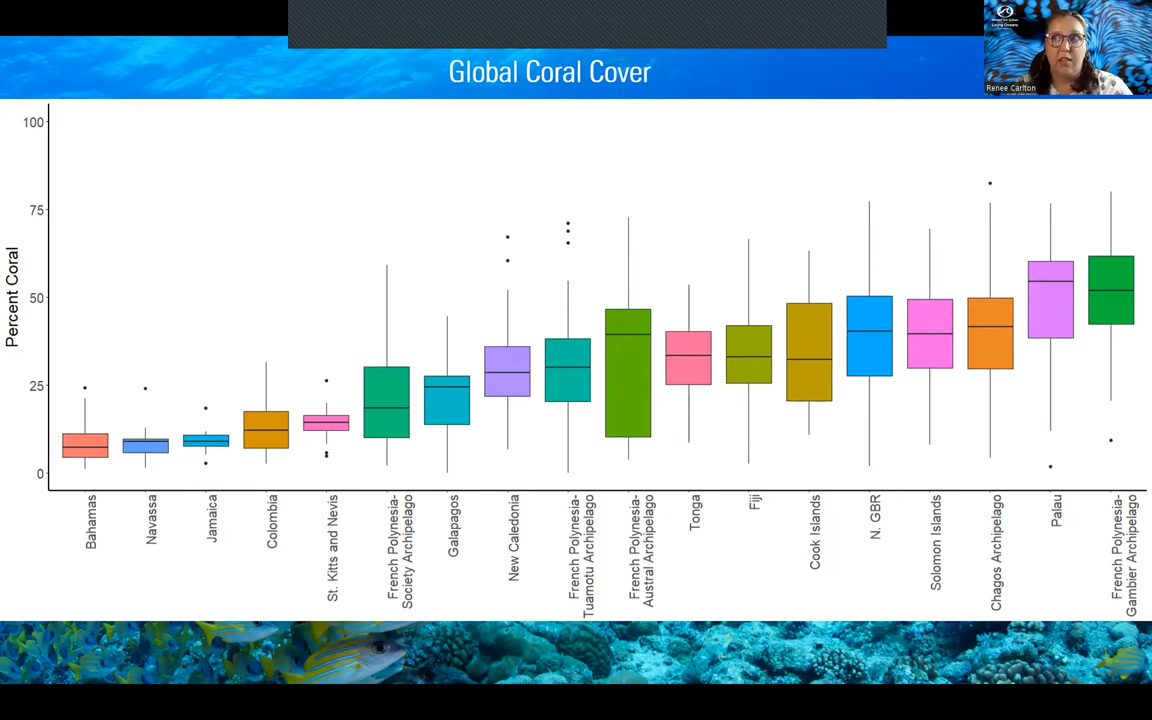 Global Coral Cover
Living Oceans
Renee Carlton
100
75
50
25
0
Percent Coral
Bahamas
Navassa
Jamaica
Colombia
St. Kitts and Nevis
French Polynesia-
Society Archipelago
Galapagos
New Caledonia
French Polynesia-
Tuamotu Archipelago
French Polynesia-
Austral Archipelago
Tonga
Fiji
Cook Islands
N. GBR
Solomon Islands
Chagos Archipelago
Palau
French Polynesia-
Gambier Archipelago